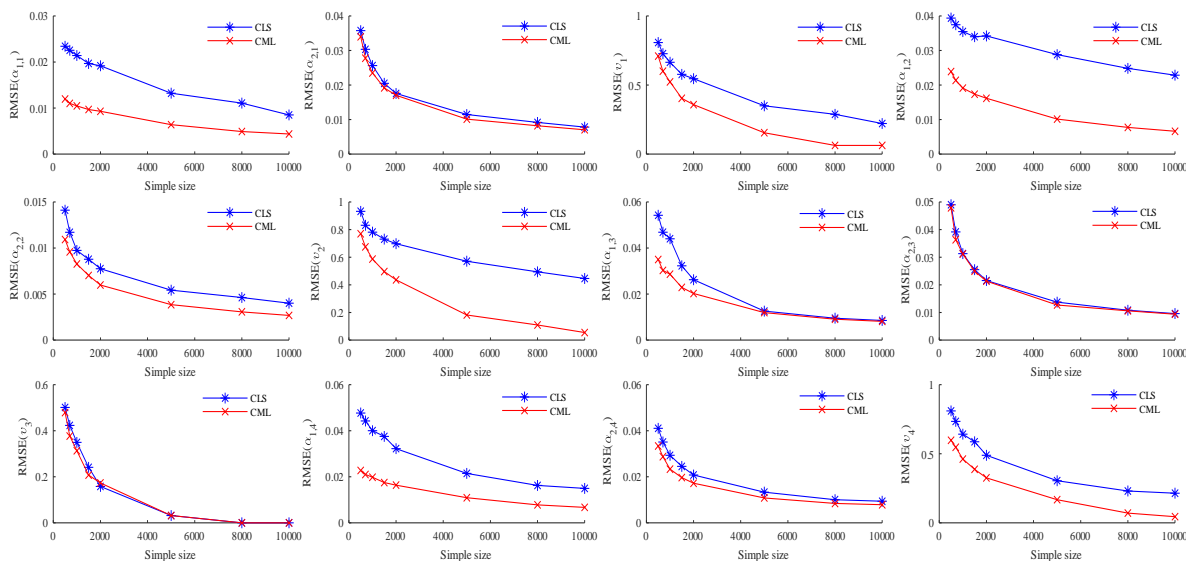 RMSE(α1,1)
0.03
0.02
0.01
0
CLS
CML
0 2000 4000 6000 8000 10000
Simple size
RMSE(α2,1)
0.04
0.03
0.02
0.01
0
CLS
CML
0 2000 4000 6000 8000 10000
Simple size
RMSE(υ1)
1
0.5
0
CLS
CML
0 2000 4000 6000 8000 10000
Simple size
RMSE(α1,2)
0.04
0.03
0.02
0.01
0
CLS
CML
0 2000 4000 6000 8000 10000
Simple size
RMSE(α2,2)
0.015
0.01
0.005
0
CLS
CML
0 2000 4000 6000 8000 10000
Simple size
RMSE(υ2)
1
0.8
0.6
0.4
0.2
0
CLS
CML
0 2000 4000 6000 8000 10000
Simple size
RMSE(α1,3)
0.06
0.04
0.02
0
CLS
CML
0 2000 4000 6000 8000 10000
Simple size
RMSE(α2,3)
0.05
0.04
0.03
0.02
0.01
0
CLS
CML
0 2000 4000 6000 8000 10000
Simple size
RMSE(υ3)
0.6
0.4
0.2
0
CLS
CML
0 2000 4000 6000 8000 10000
Simple size
RMSE(α1,4)
0.06
0.04
0.02
0
CLS
CML
0 2000 4000 6000 8000 10000
Simple size
RMSE(α2,4)
0.06
0.04
0.02
0
CLS
CML
0 2000 4000 6000 8000 10000
Simple size
RMSE(υ4)
1
0.5
0
CLS
CML
0 2000 4000 6000 8000 10000
Simple size